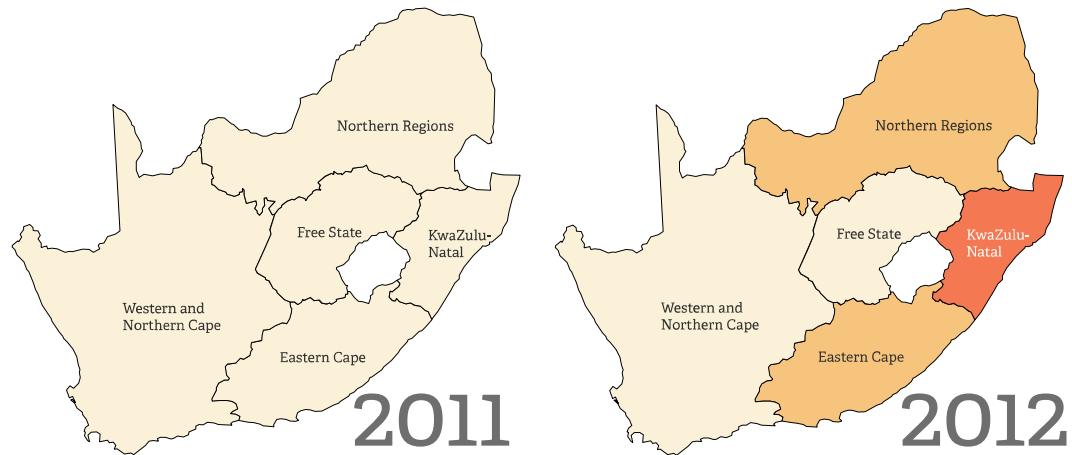 Northern Regions
Free State
KwaZulu-
Natal
Western and
Northern Cape
Eastern Cape
2011
Northern Regions
Free State
KwaZulu-
Natal
Western and
Northern Cape
Eastern Cape
2012